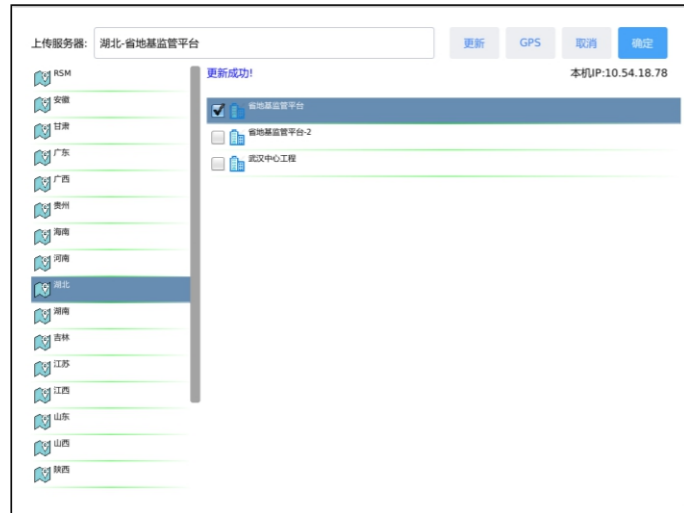 上传服务器: 湖北-省地基监管平台 更新 GPS 取消 确定
更新成功! 本机IP:10.54.18.78
RSM
安徽
甘肃
广东
广西
贵州
海南
河南
湖北
湖南
吉林
江苏
江西
山东
山西
陕西
省地基监管平台
省地基监管平台-2
武汉中心工程